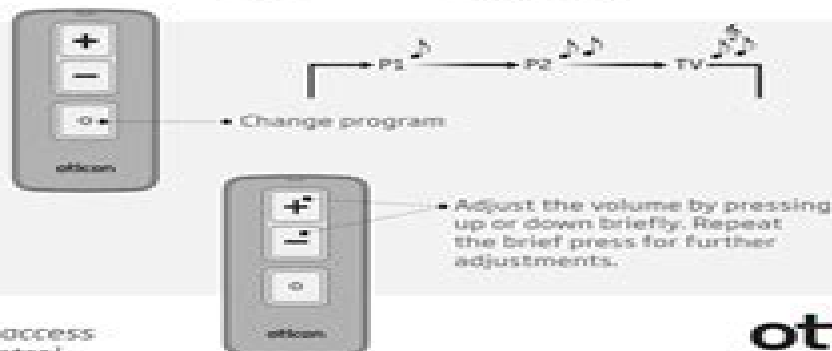 +
−
oticon
P1 P2 TV
Change program
+
−
oticon
Adjust the volume by pressing
up or down briefly. Repeat
the brief press for further
adjustments.
access
ot